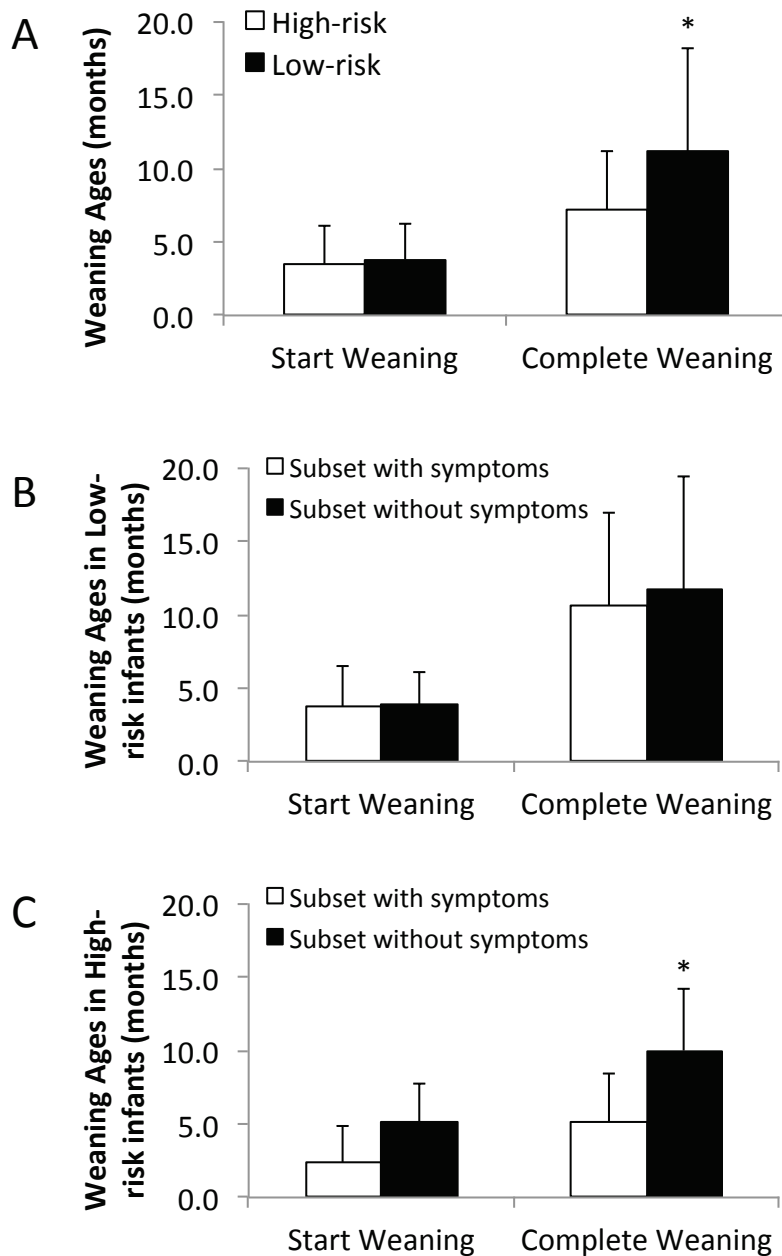 A
Weaning Ages (months)
20.0
15.0
10.0
5.0
0.0
High-risk
Low-risk
*
Start Weaning
Complete Weaning
B
Weaning Ages in Low-
risk infants (months)
20.0
15.0
10.0
5.0
0.0
Subset with symptoms
Subset without symptoms
Start Weaning
Complete Weaning
C
Weaning Ages in High-
risk infants (months)
20.0
15.0
10.0
5.0
0.0
Subset with symptoms
Subset without symptoms
*
Start Weaning
Complete Weaning